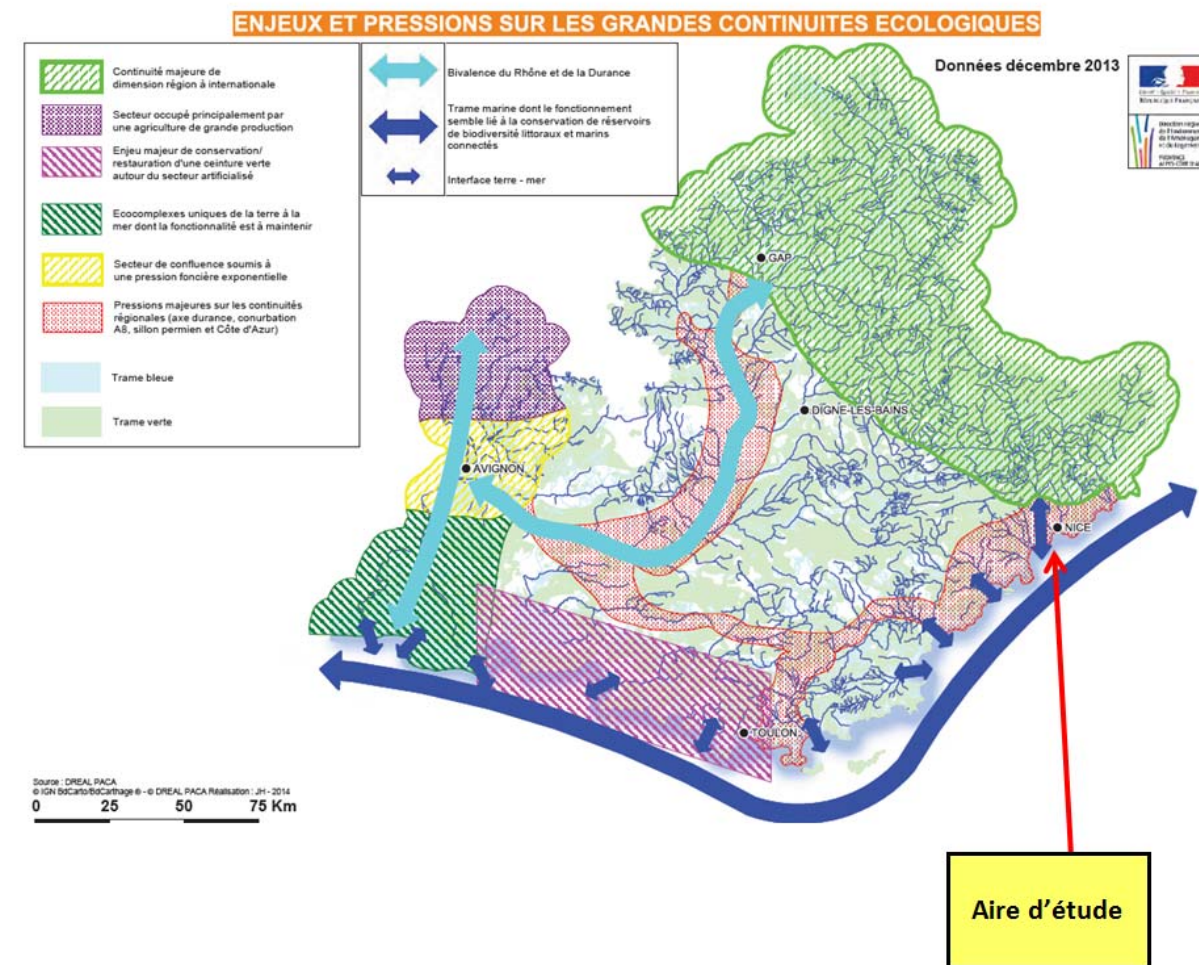 ENJEUX ET PRESSIONS SUR LES GRANDES CONTINUITES ECOLOGIQUES
Continuité majeure de
dimension région à internationale
Secteur occupé principalement par
une agriculture de grande production
Enjeu majeur de conservation/
restauration d'une ceinture verte
autour du secteur artificialisé
Ecocomplexes uniques de la terre à la
mer dont la fonctionnalité est à maintenir
Secteur de confluence soumis à
une pression foncière exponentielle
Pressions majeures sur les continuités
régionales (axe durance, conurbation
A8, sillon permien et Côte d'Azur)
Trame bleue
Trame verte
Bivalence du Rhône et de la Durance
Trame marine dont le fonctionnement
semble lié à la conservation de réservoirs
de biodiversité littoraux et marins
connectés
Interface terre - mer
Données décembre 2013
GAP
DIGNE-LES-BAINS
AVIGNON
NICE
TOULON
Source : DREAL PACA
© IGN BdCarto/BdCarthage ® - © DREAL PACA Réalisation : JH - 2014
0 25 50 75 Km
Aire d'étude